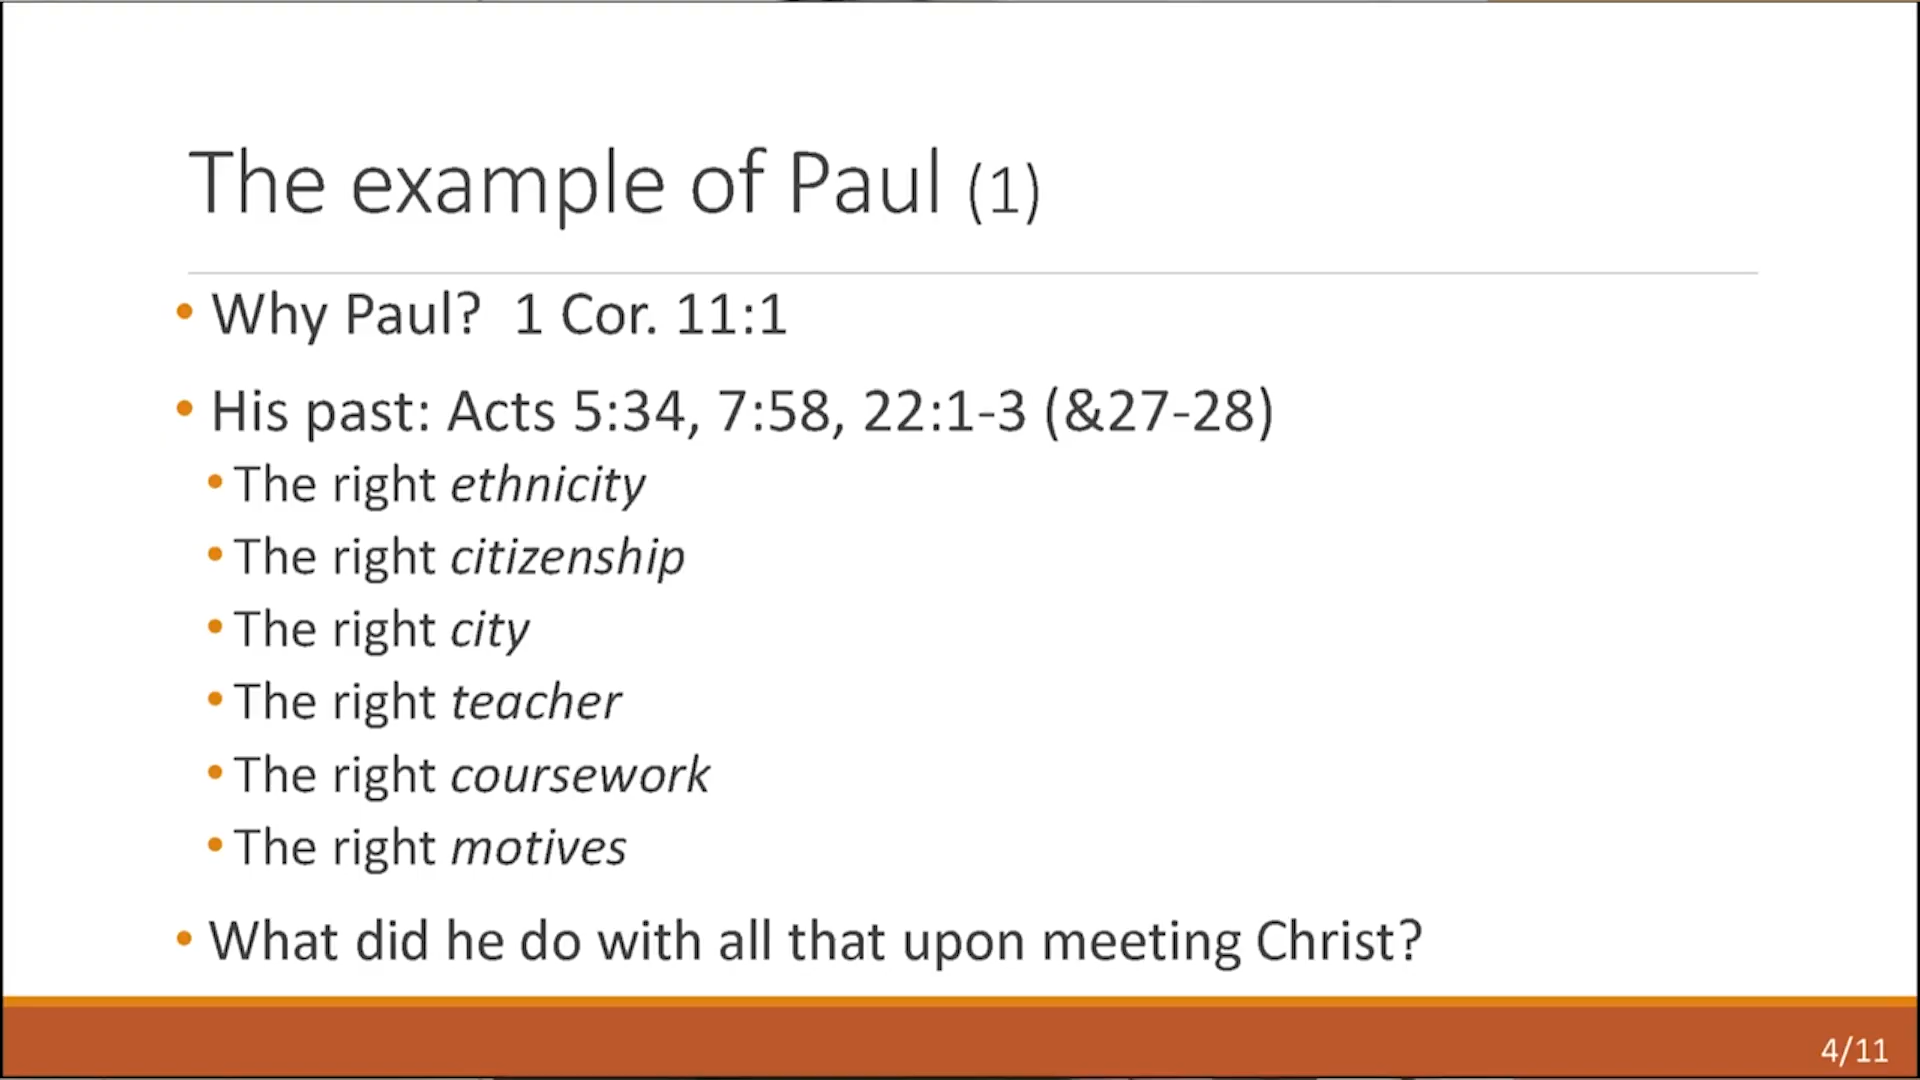 The example of Paul (1)
• Why Paul?  1 Cor. 11:1
• His past: Acts 5:34, 7:58, 22:1-3 (&27-28)
• The right ethnicity
• The right citizenship
• The right city
• The right teacher
• The right coursework
• The right motives
• What did he do with all that upon meeting Christ?
4/11